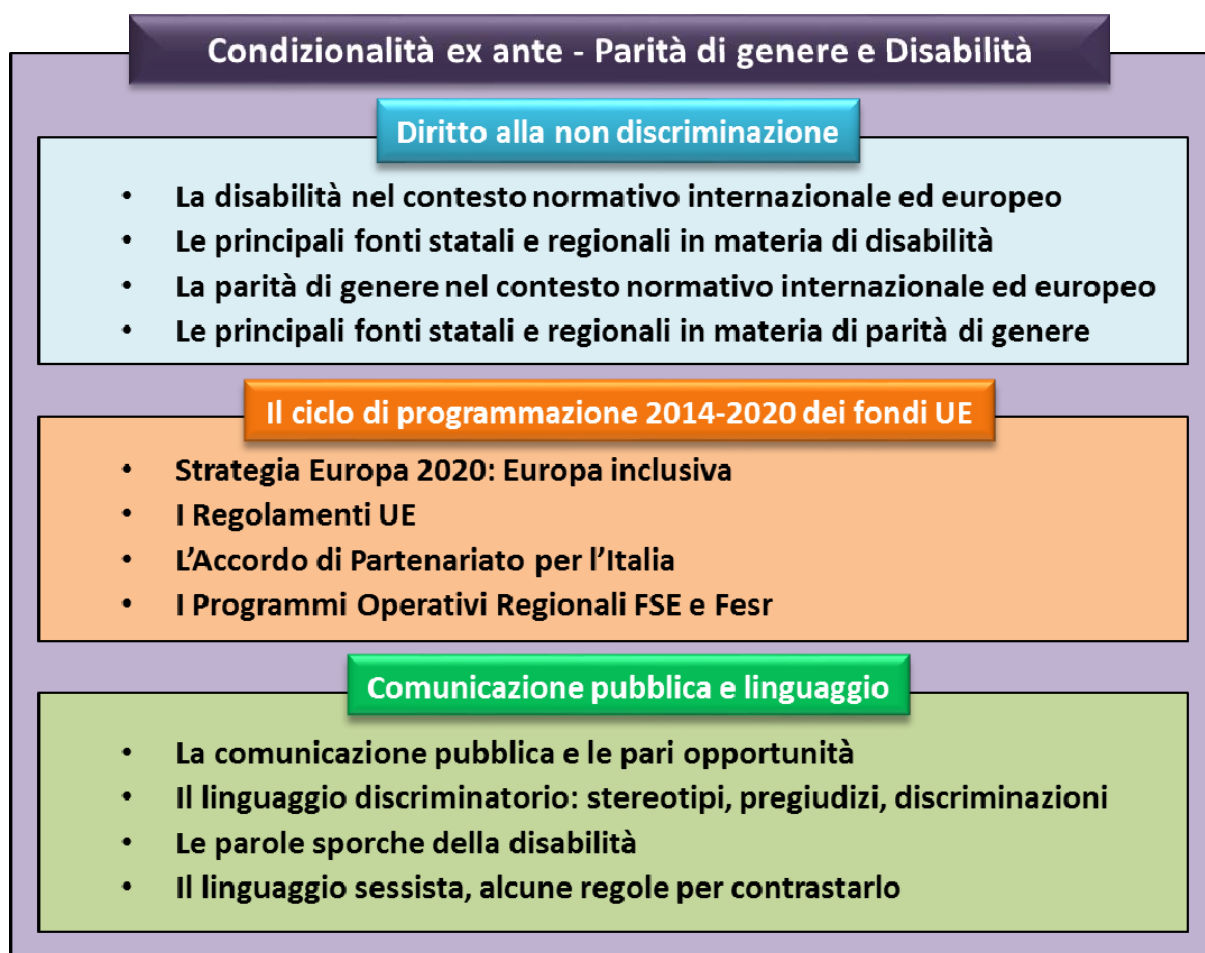 Condizionalità ex ante - Parità di genere e Disabilità
Diritto alla non discriminazione
• La disabilità nel contesto normativo internazionale ed europeo
• Le principali fonti statali e regionali in materia di disabilità
• La parità di genere nel contesto normativo internazionale ed europeo
• Le principali fonti statali e regionali in materia di parità di genere
Il ciclo di programmazione 2014-2020 dei fondi UE
• Strategia Europa 2020: Europa inclusiva
• I Regolamenti UE
• L’Accordo di Partenariato per l’Italia
• I Programmi Operativi Regionali FSE e Fesr
Comunicazione pubblica e linguaggio
• La comunicazione pubblica e le pari opportunità
• Il linguaggio discriminatorio: stereotipi, pregiudizi, discriminazioni
• Le parole sporche della disabilità
• Il linguaggio sessista, alcune regole per contrastarlo